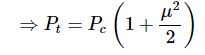 ⇒ P_t = P_c (1 + μ²/2)